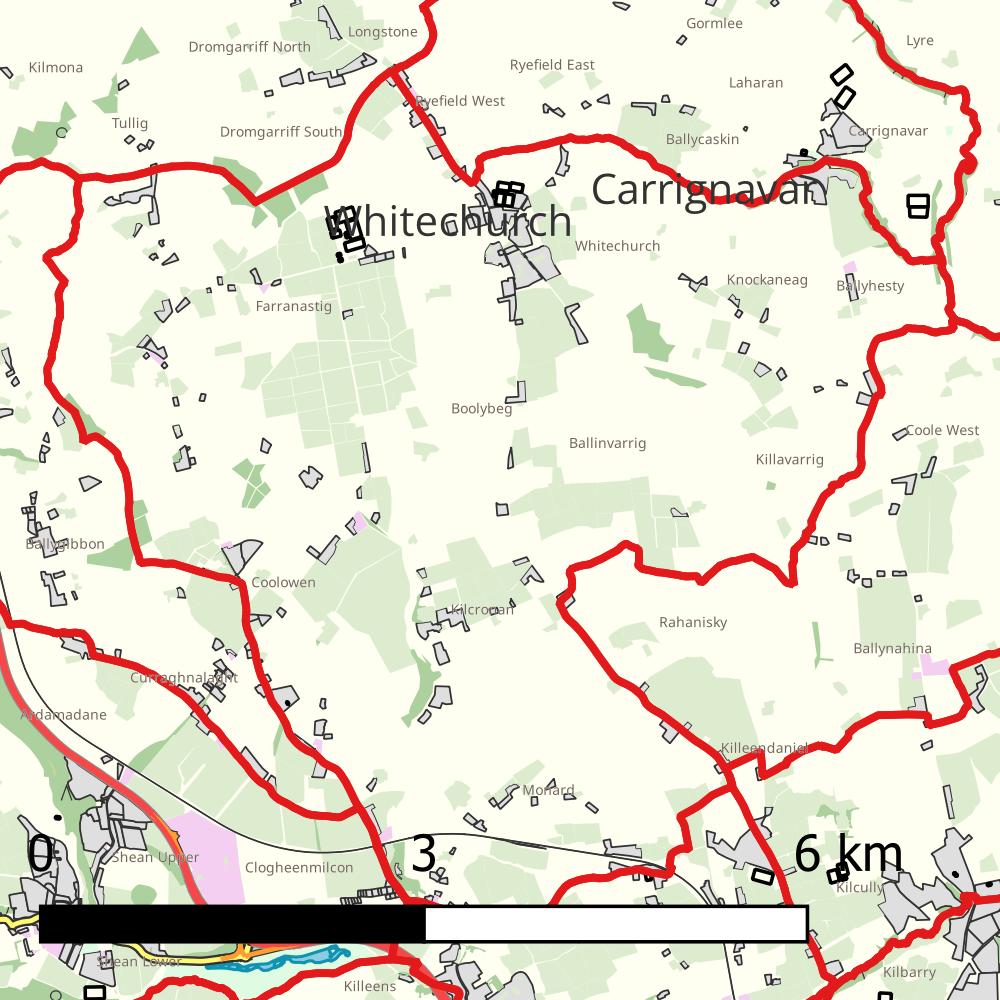 Gormlee
Longstone
Lyre
Dromgarriff North
Ryefield East
Kilmona
Laharan
Ryefield West
Tullig
Dromgarriff South
Carrignavar
Ballycaskin
Carrignavar
Whitechurch
Whitechurch
Knockaneag
Ballyhesty
Farranastig
Boolybeg
Coole West
Ballinvarrig
Killavarrig
Ballygibbon
Coolowen
Kilcronan
Rahanisky
Ballynahina
Curraghnalaght
Ardamadane
Killeendaniel
Monard
0 3 6 km
Shean Upper
Clogheenmilcon
Kilcully
Shean Lower
Kilbarry
Killeens